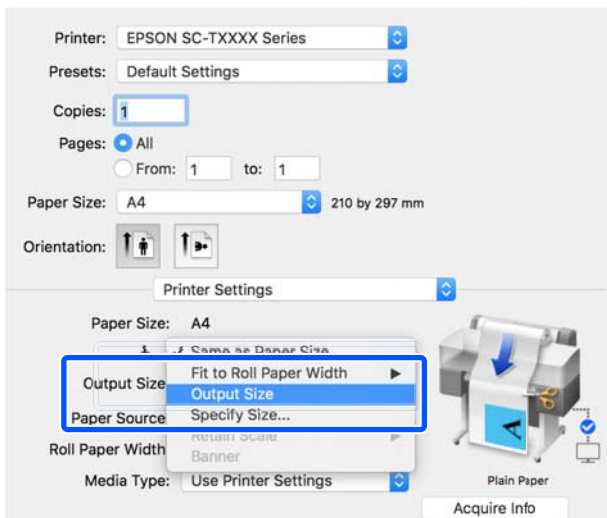 Printer: EPSON SC-TXXXX Series
Presets: Default Settings
Copies: 1
Pages: All
From: 1 to: 1
Paper Size: A4 210 by 297 mm
Orientation:
Printer Settings
Paper Size: A4
Same as Paper Size
Fit to Roll Paper Width
Output Size Output Size
Paper Source Specify Size...
Retain Scale
Roll Paper Width Banner
Media Type: Use Printer Settings
Plain Paper
Acquire Info